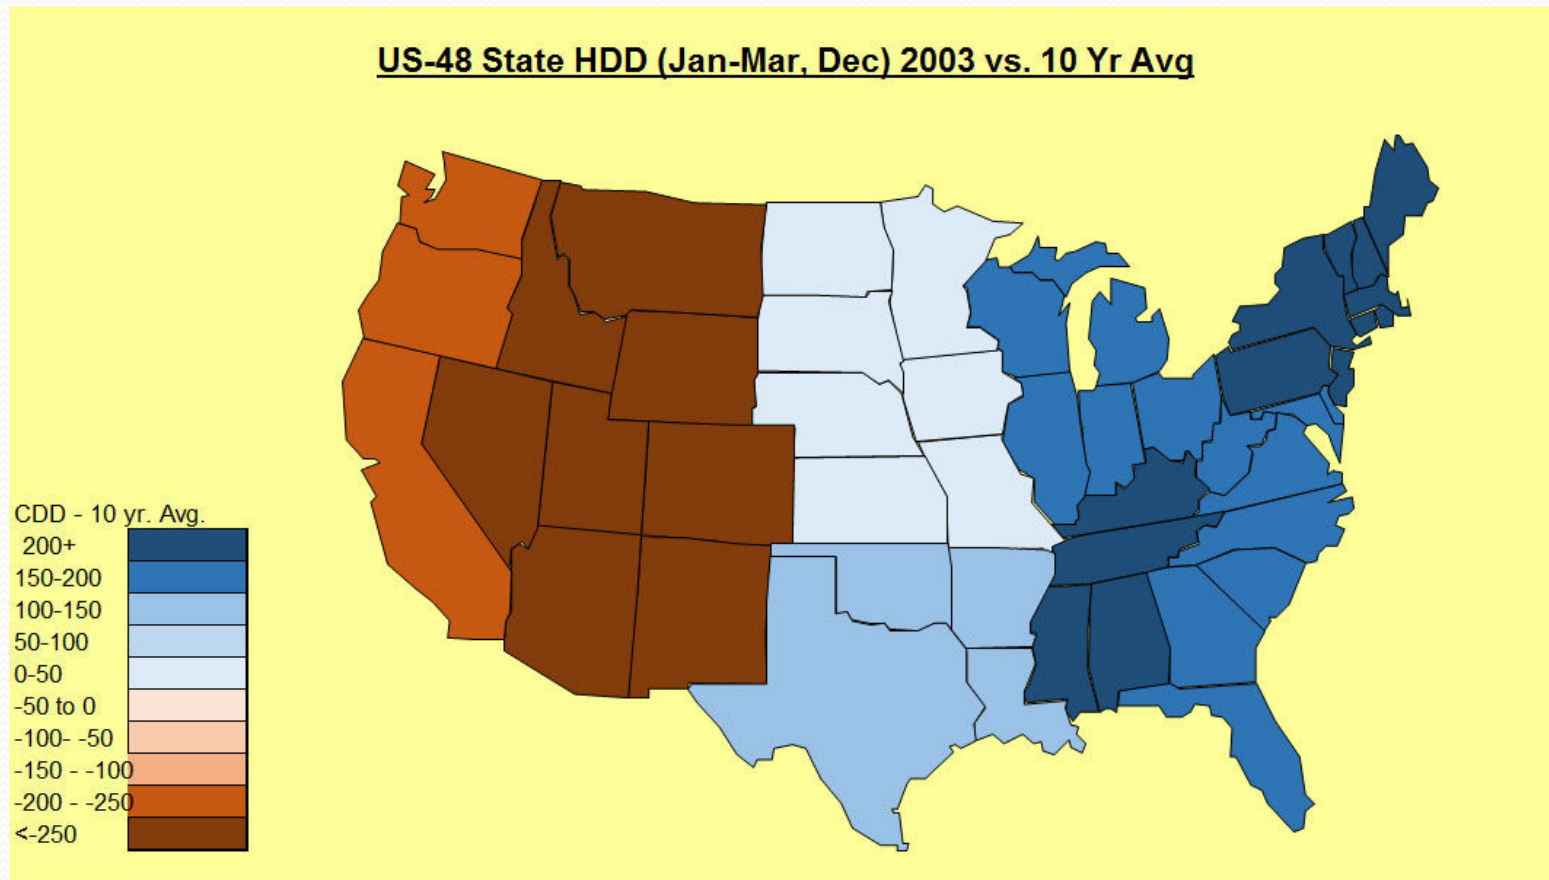 US-48 State HDD (Jan-Mar, Dec) 2003 vs. 10 Yr Avg
CDD - 10 yr. Avg.
200+
150-200
100-150
50-100
0-50
-50 to 0
-100- -50
-150 - -100
-200 - -250
<-250